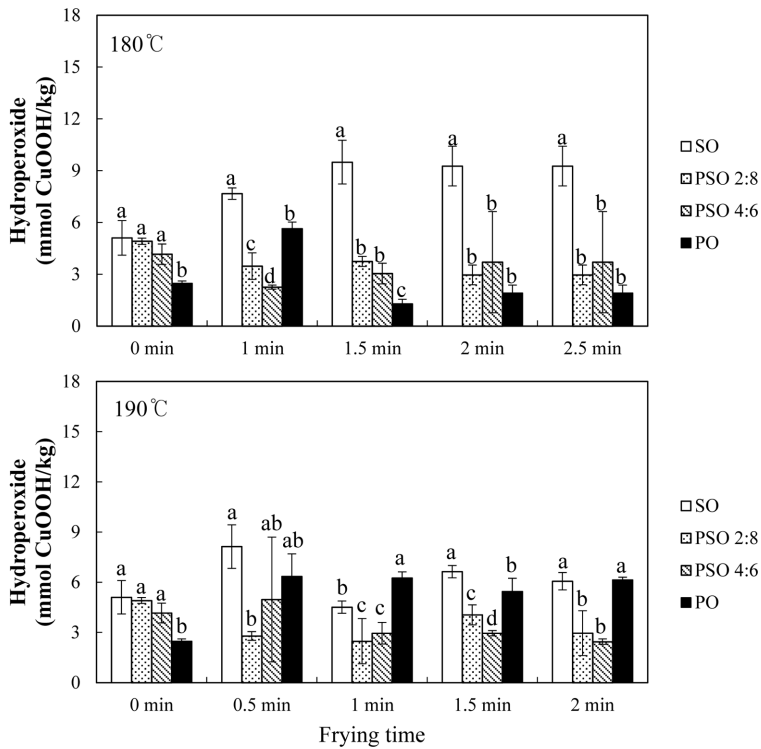 180℃
Hydroperoxide
(mmol CuOOH/kg)
18
15
12
9
6
3
0
a a a b
a c d b
a b b c
a b b b
a b b b
0 min 1 min 1.5 min 2 min 2.5 min
SO
PSO 2:8
PSO 4:6
PO
190℃
Hydroperoxide
(mmol CuOOH/kg)
18
15
12
9
6
3
0
a a a b
a b ab ab
b c c a
a c d b
a b b a
0 min 0.5 min 1 min 1.5 min 2 min
Frying time
SO
PSO 2:8
PSO 4:6
PO